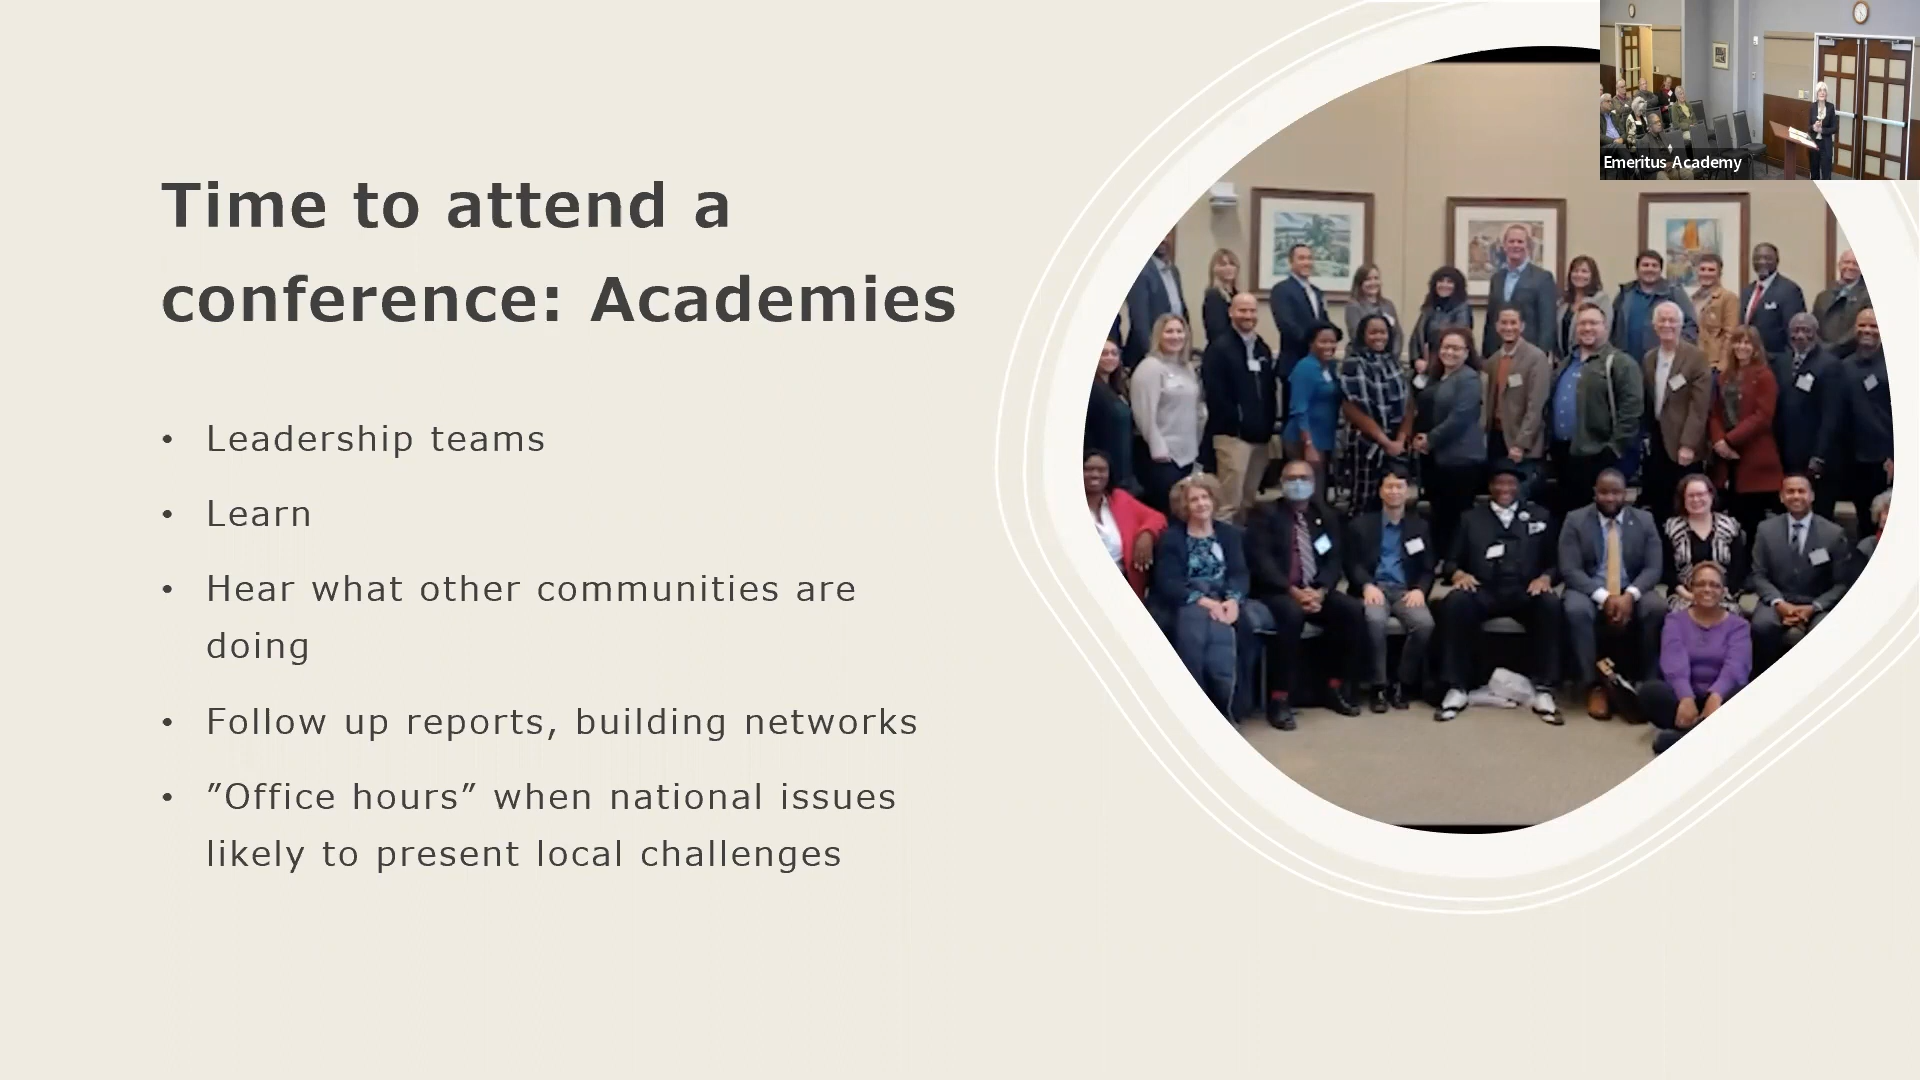 Time to attend a
conference: Academies
• Leadership teams
• Learn
• Hear what other communities are
doing
• Follow up reports, building networks
• ”Office hours” when national issues
likely to present local challenges
Emeritus Academy